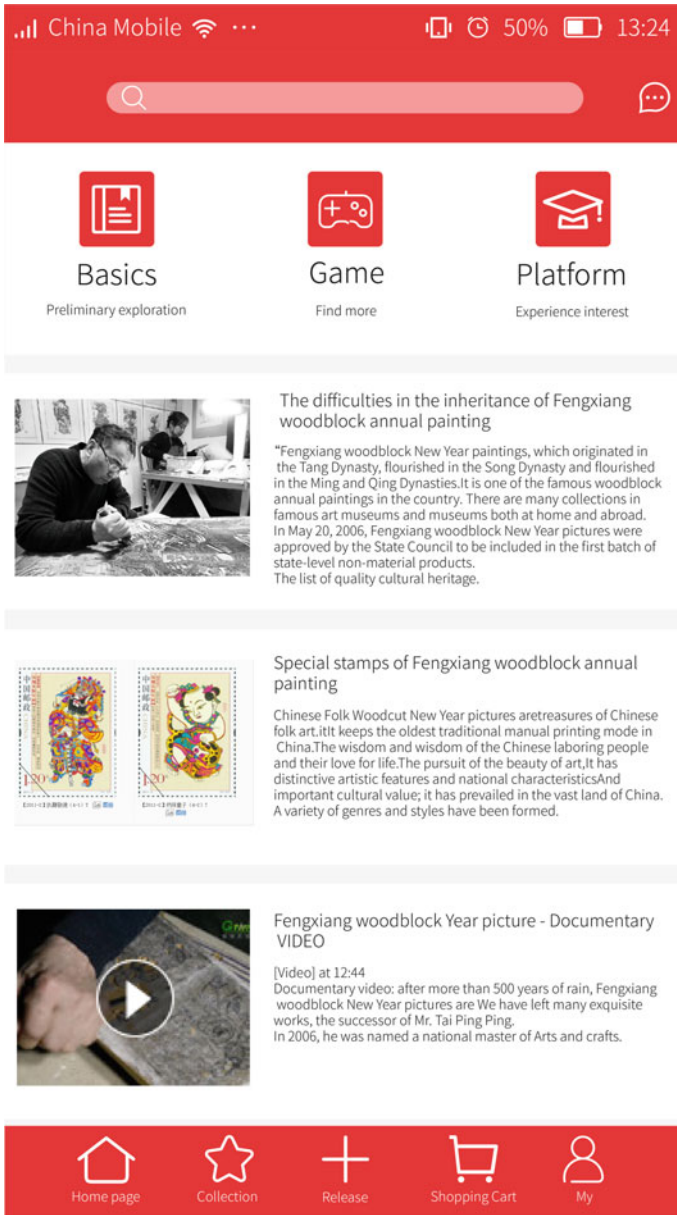 China Mobile ... 50% 13:24
Basics Game Platform
Preliminary exploration Find more Experience interest
The difficulties in the inheritance of Fengxiang
woodblock annual painting
“Fengxiang woodblock New Year paintings, which originated in
the Tang Dynasty, flourished in the Song Dynasty and flourished
in the Ming and Qing Dynasties.It is one of the famous woodblock
annual paintings in the country. There are many collections in
famous art museums and museums both at home and abroad.
In May 20, 2006, Fengxiang woodblock New Year pictures were
approved by the State Council to be included in the first batch of
state-level non-material products.
The list of quality cultural heritage.
中国邮政
中国邮政
1.20
1.20
Special stamps of Fengxiang woodblock annual
painting
Chinese Folk Woodcut New Year pictures aretreasures of Chinese
folk art.itIt keeps the oldest traditional manual printing mode in
China.The wisdom and wisdom of the Chinese laboring people
and their love for life.The pursuit of the beauty of art,It has
distinctive artistic features and national characteristicsAnd
important cultural value; it has prevailed in the vast land of China.
A variety of genres and styles have been formed.
Fengxiang woodblock Year picture - Documentary
VIDEO
[Video] at 12:44
Documentary video: after more than 500 years of rain, Fengxiang
woodblock New Year pictures are We have left many exquisite
works, the successor of Mr. Tai Ping Ping.
In 2006, he was named a national master of Arts and crafts.
Home page Collection Release Shopping Cart My